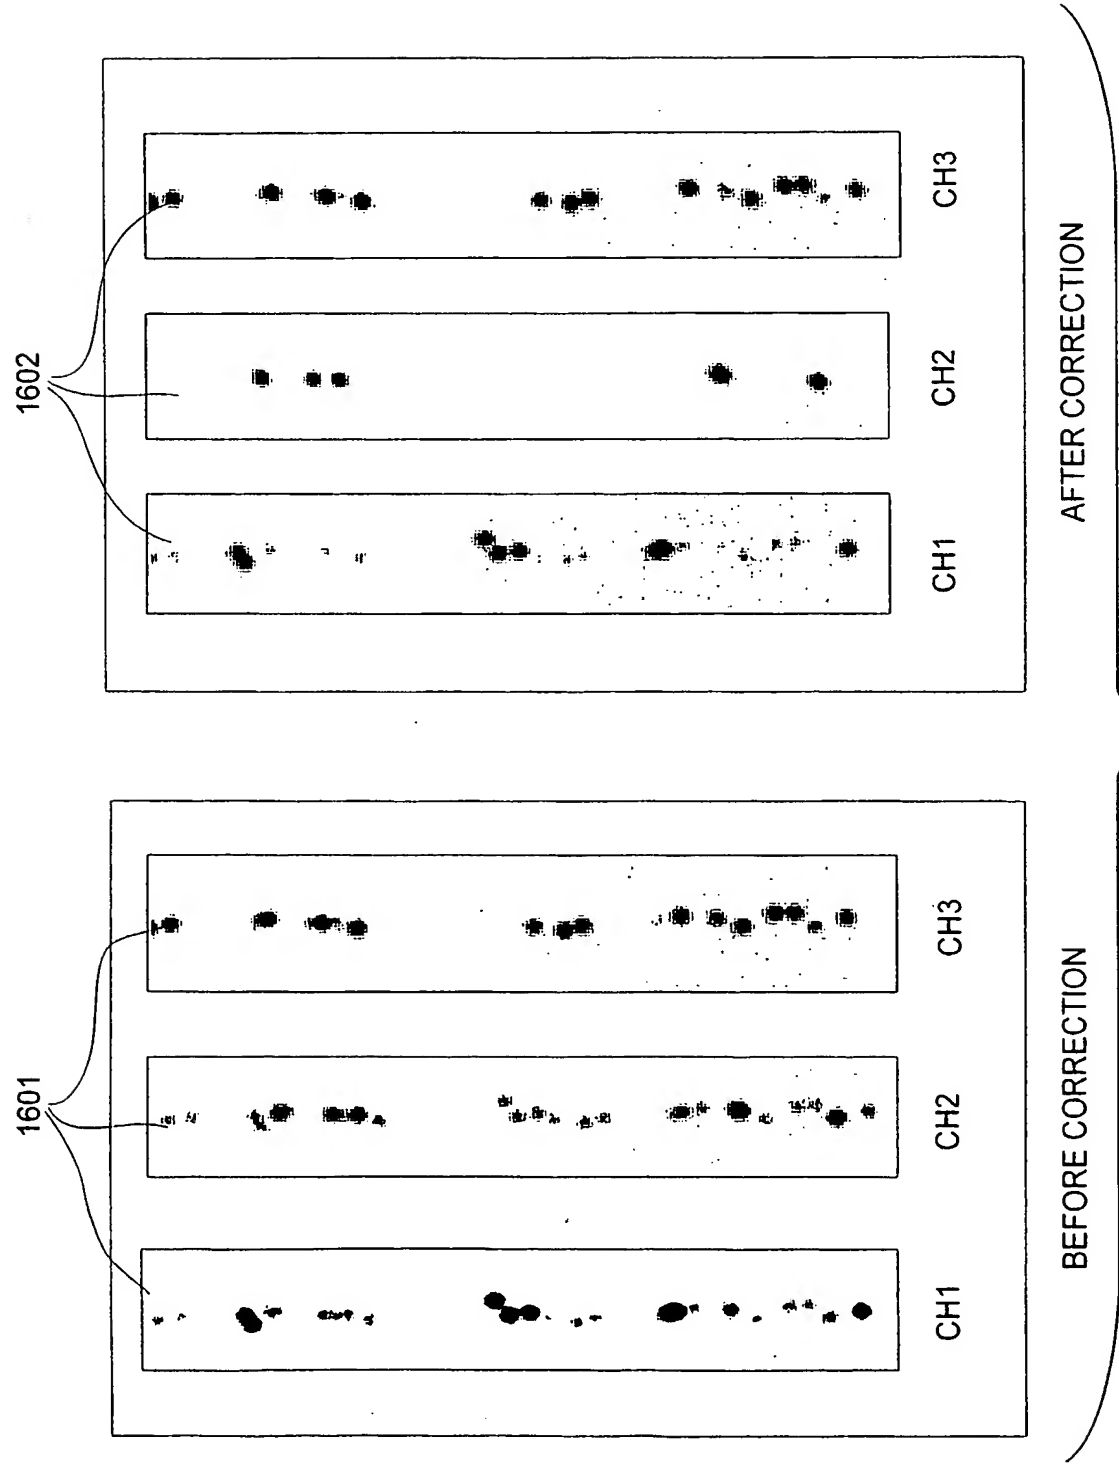 1601
CH1
CH2
CH3
BEFORE CORRECTION
1602
CH1
CH2
CH3
AFTER CORRECTION